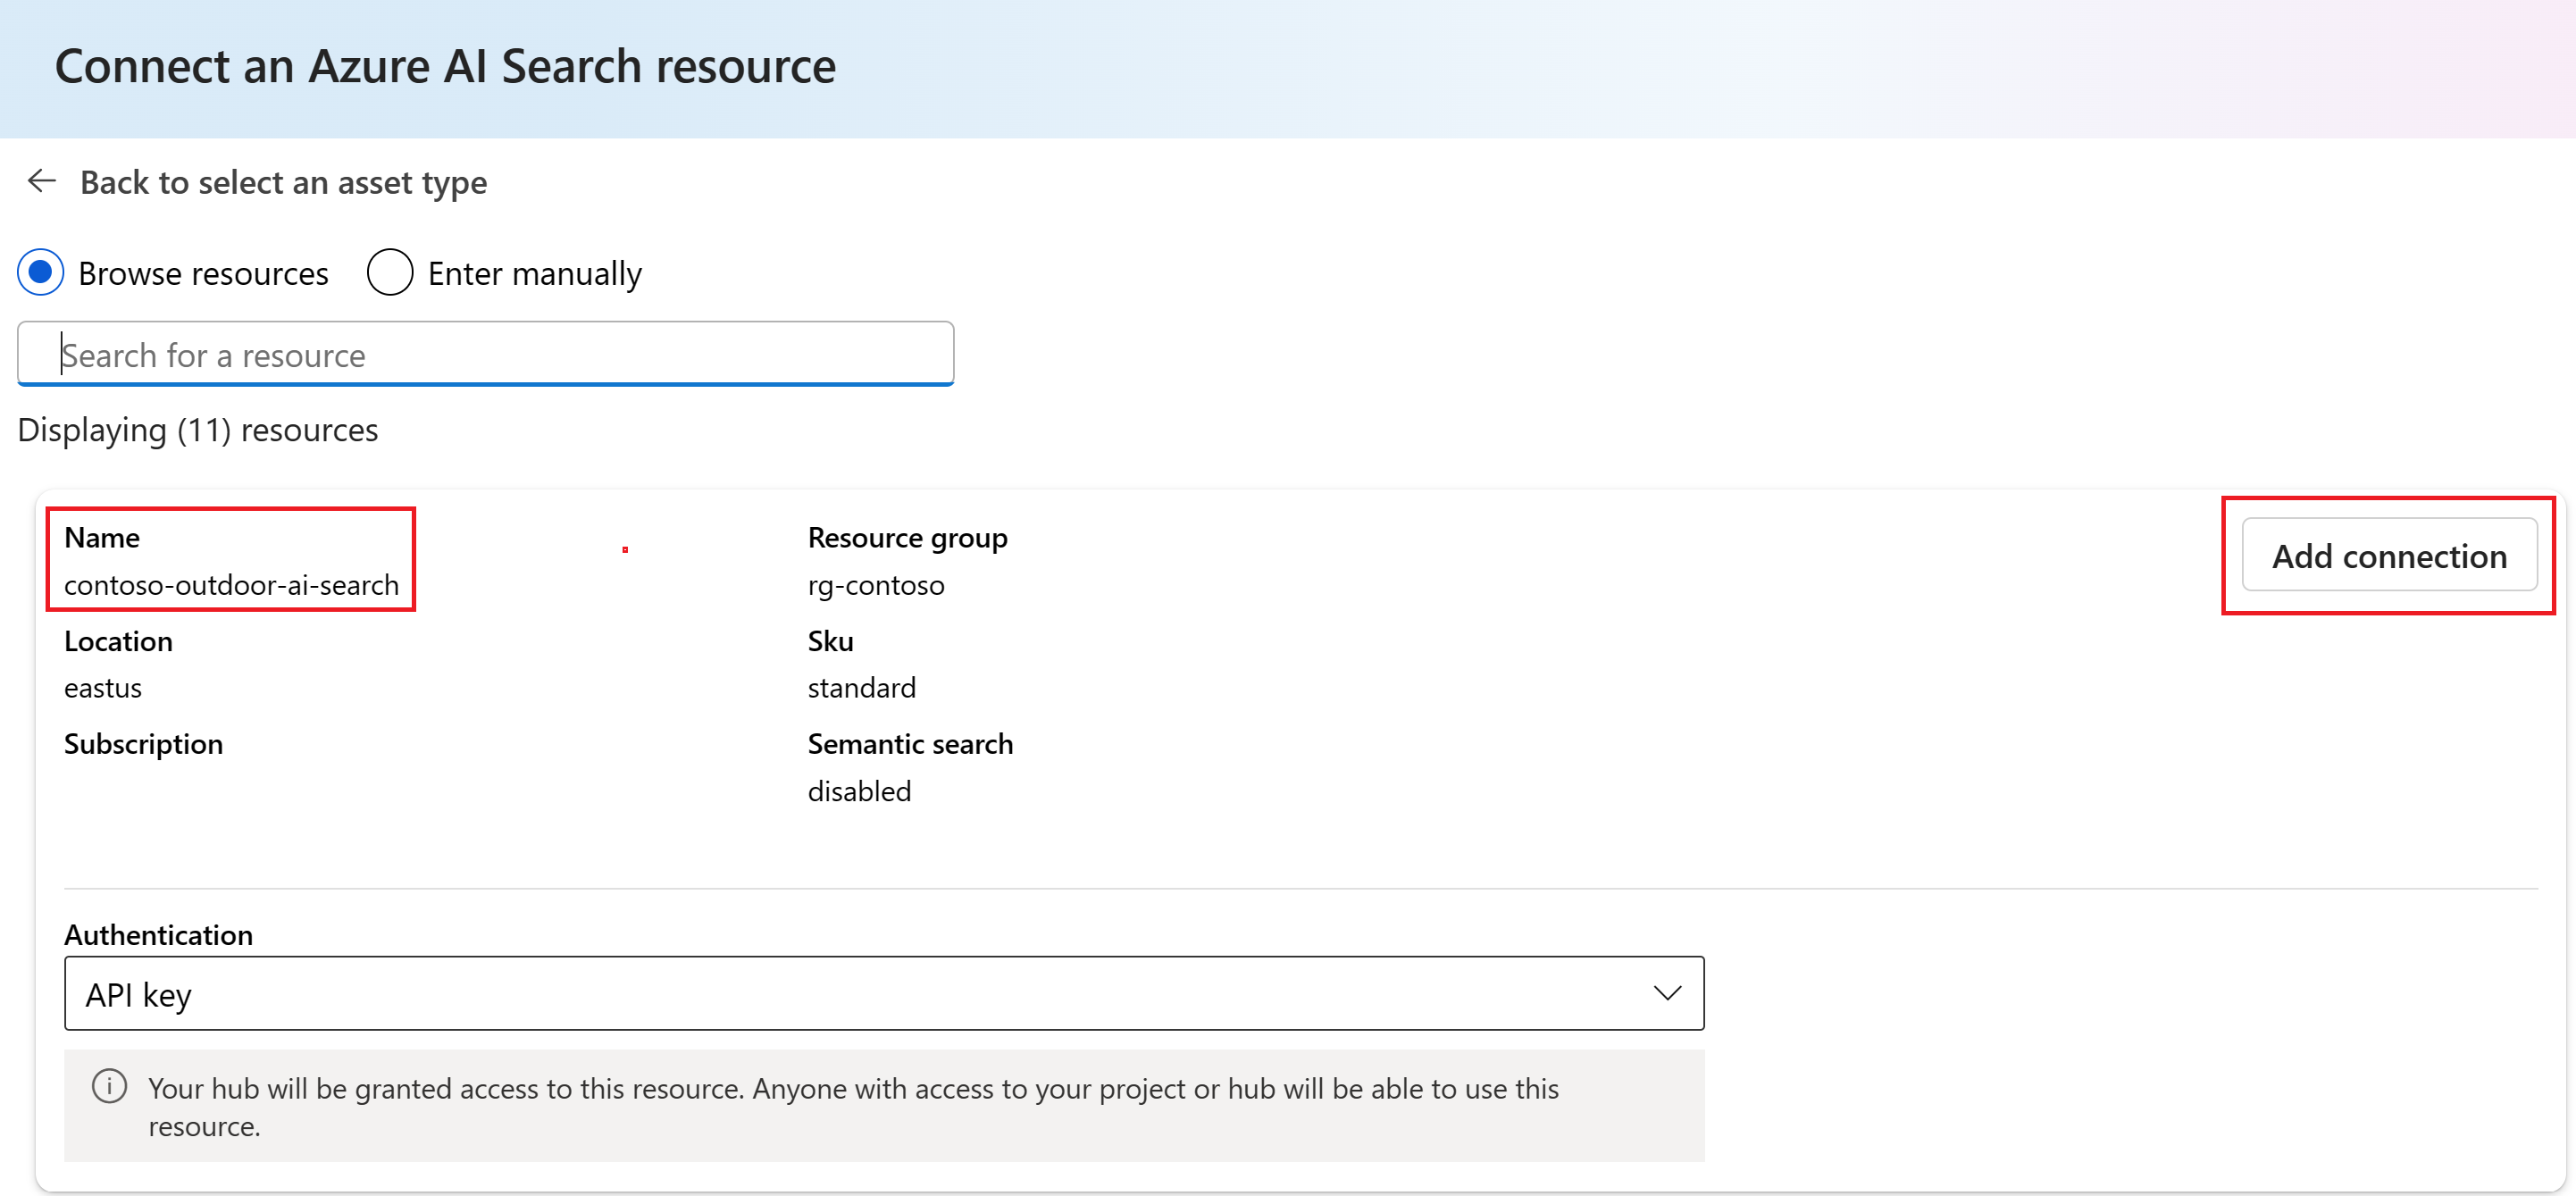 Connect an Azure AI Search resource
Back to select an asset type
Browse resources Enter manually
Search for a resource
Displaying (11) resources
Name
contoso-outdoor-ai-search
Location
eastus
Subscription
Resource group
rg-contoso
Sku
standard
Semantic search
disabled
Add connection
Authentication
API key
Your hub will be granted access to this resource. Anyone with access to your project or hub will be able to use this
resource.